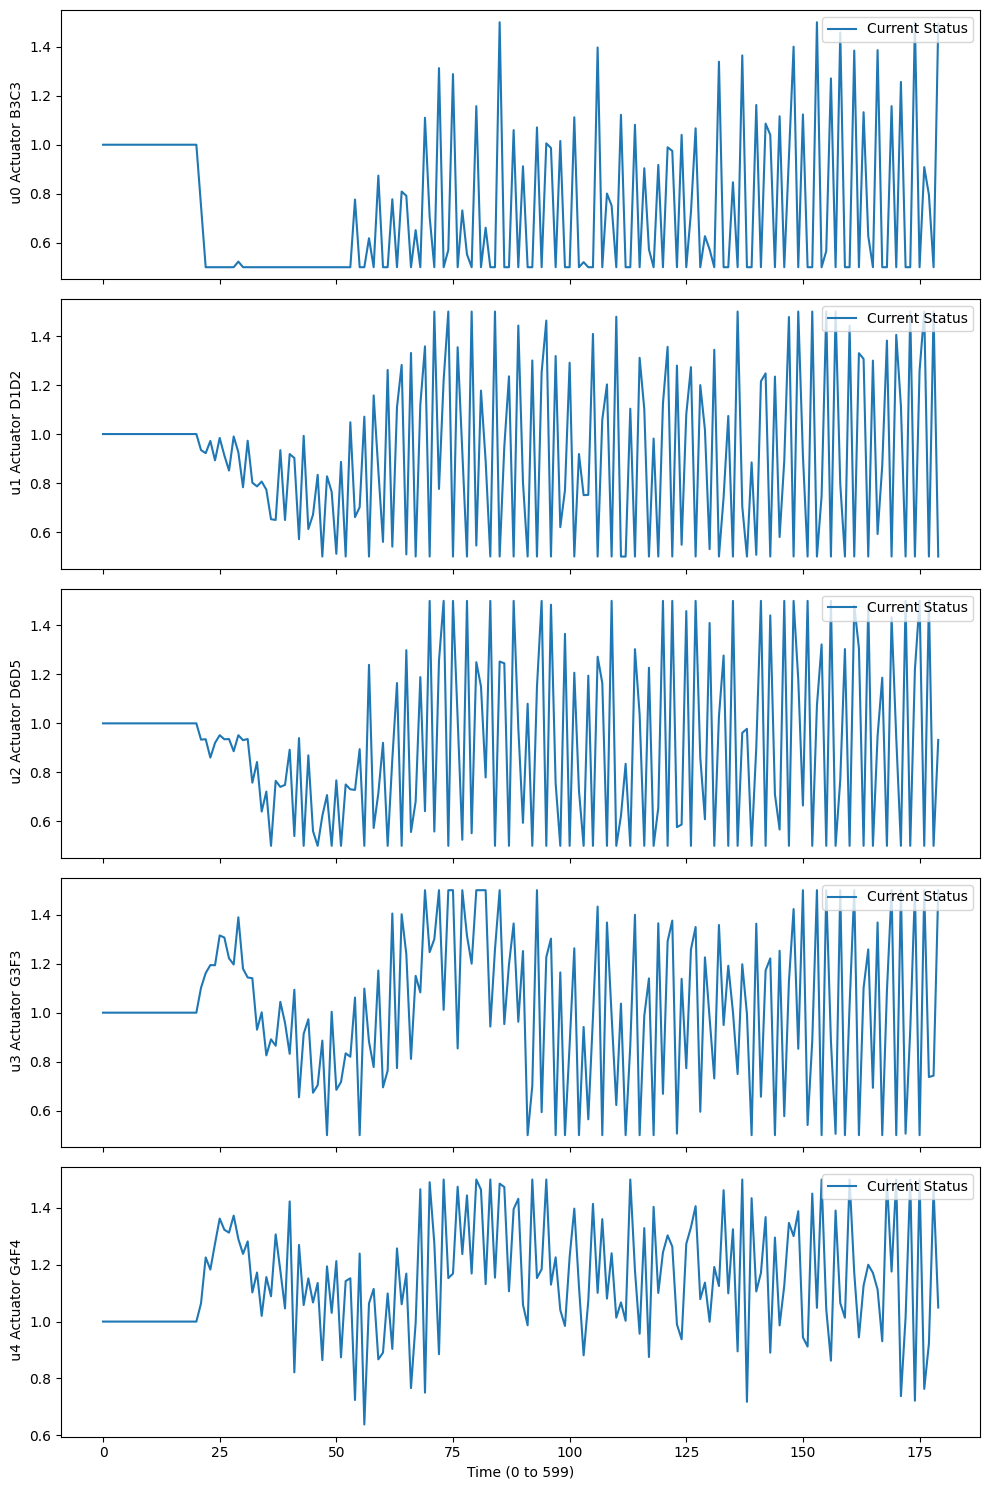 Current Status
1.4
1.2
1.0
0.8
0.6
u0 Actuator B3C3
Current Status
1.4
1.2
1.0
0.8
0.6
u1 Actuator D1D2
Current Status
1.4
1.2
1.0
0.8
0.6
u2 Actuator D6D5
Current Status
1.4
1.2
1.0
0.8
0.6
u3 Actuator G3F3
Current Status
1.4
1.2
1.0
0.8
0.6
u4 Actuator G4F4
0 25 50 75 100 125 150 175
Time (0 to 599)